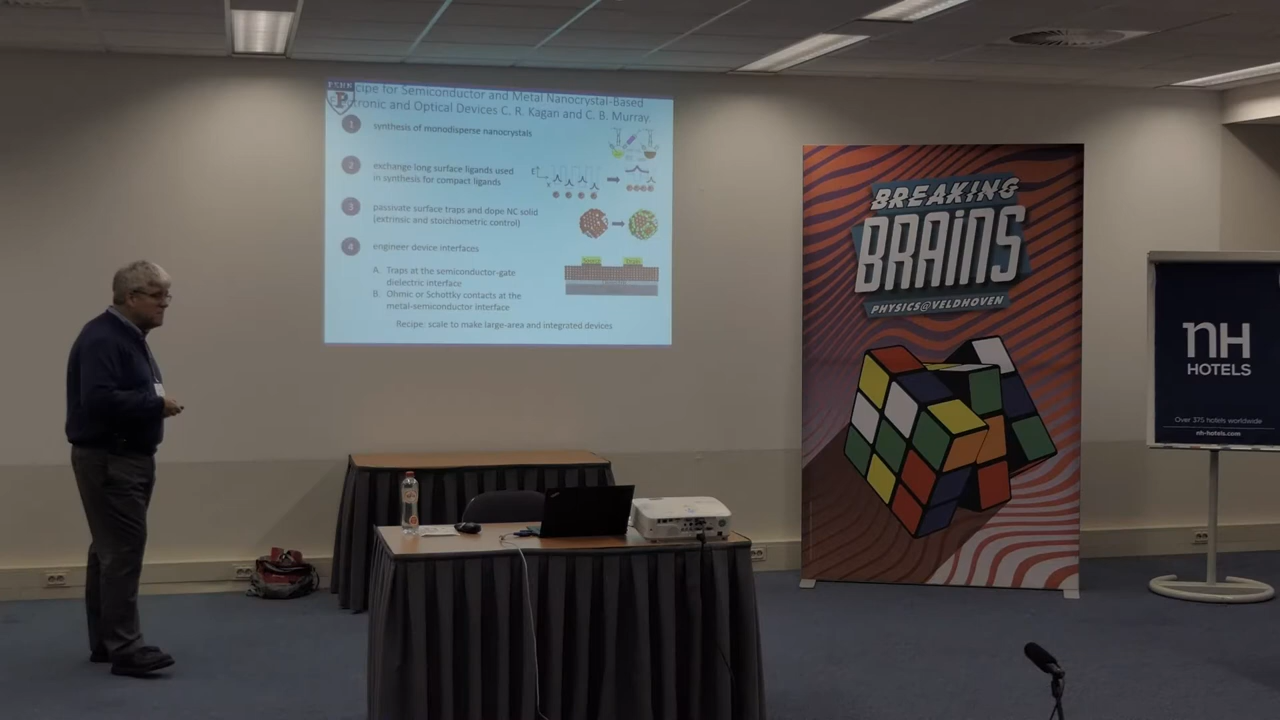 PENN
P
cipe for Semiconductor and Metal Nanocrystal-Based
tronic and Optical Devices C. R. Kagan and C. B. Murray.
1
synthesis of monodisperse nanocrystals
2
exchange long surface ligands used
in synthesis for compact ligands
3
passivate surface traps and dope NC solid
(extrinsic and stoichiometric control)
4
engineer device interfaces
A. Traps at the semiconductor-gate
dielectric interface
B. Ohmic or Schottky contacts at the
metal-semiconductor interface
Recipe: scale to make large-area and integrated devices
BREAKING
BRAINS
PHYSICS@VELDHOVEN
nH
HOTELS
Over 375 hotels worldwide
nh-hotels.com